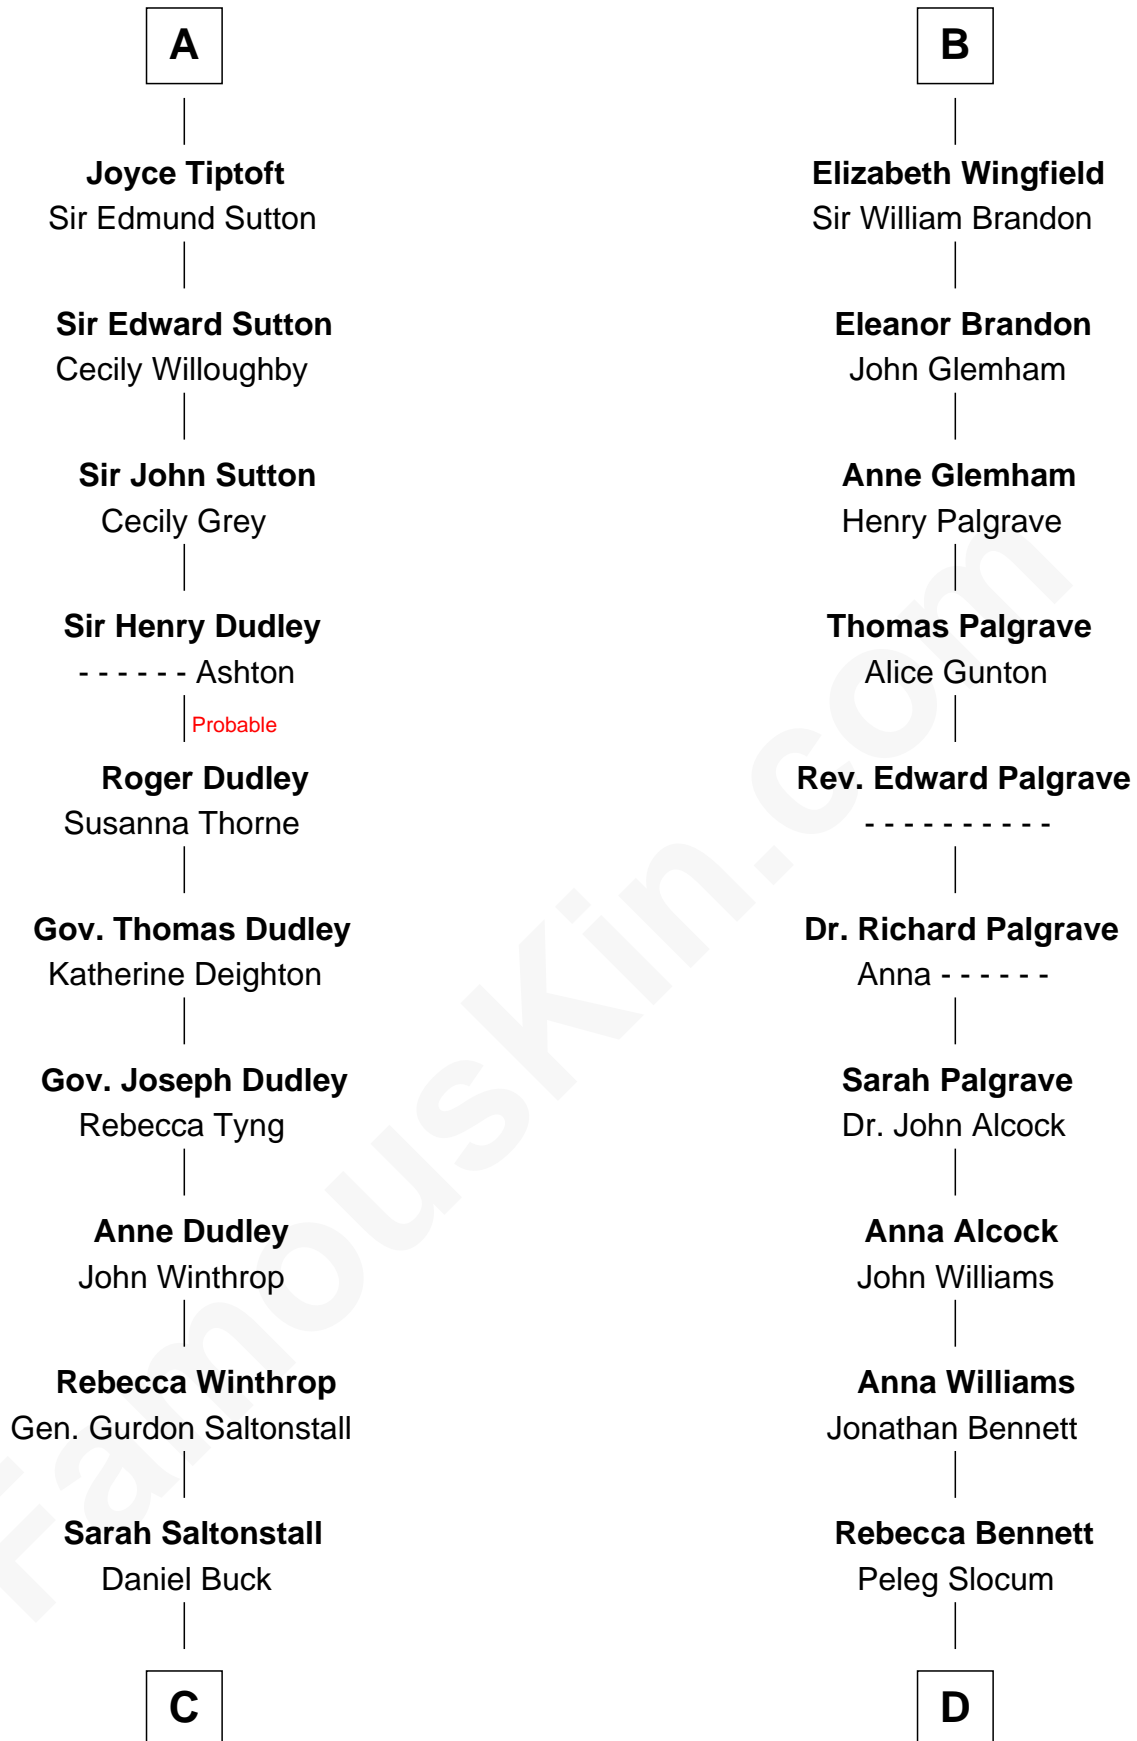 A
Joyce Tiptoft
Sir Edmund Sutton
Sir Edward Sutton
Cecily Willoughby
Sir John Sutton
Cecily Grey
Sir Henry Dudley
- - - - - - Ashton
Probable
Roger Dudley
Susanna Thorne
Gov. Thomas Dudley
Katherine Deighton
Gov. Joseph Dudley
Rebecca Tyng
Anne Dudley
John Winthrop
Rebecca Winthrop
Gen. Gurdon Saltonstall
Sarah Saltonstall
Daniel Buck
C
B
Elizabeth Wingfield
Sir William Brandon
Eleanor Brandon
John Glemham
Anne Glemham
Henry Palgrave
Thomas Palgrave
Alice Gunton
Rev. Edward Palgrave
- - - - - - - - - -
Dr. Richard Palgrave
Anna - - - - - -
Sarah Palgrave
Dr. John Alcock
Anna Alcock
John Williams
Anna Williams
Jonathan Bennett
Rebecca Bennett
Peleg Slocum
D
FamousKin.com